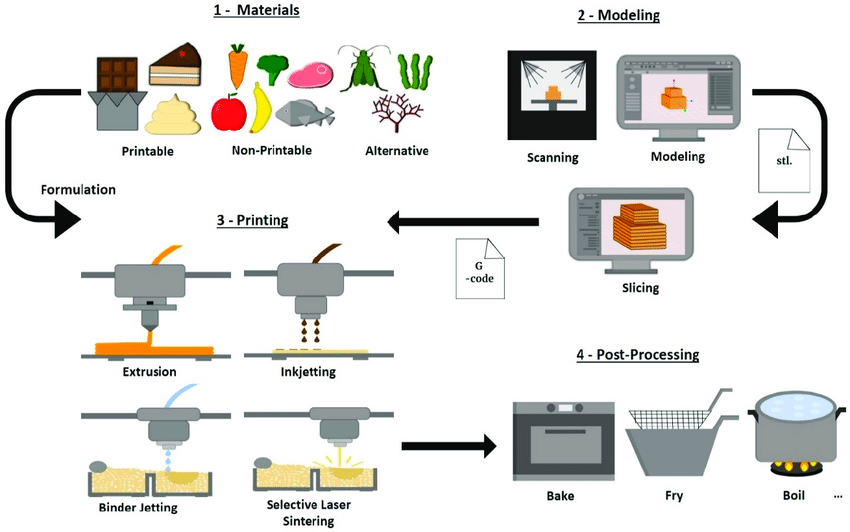 1 - Materials
Printable
Non-Printable
Alternative
Formulation
2 - Modeling
Scanning
Modeling
stl.
Slicing
G
-code
3 - Printing
Extrusion
Inkjetting
Binder Jetting
Selective Laser
Sintering
4 - Post-Processing
Bake
Fry
Boil
...